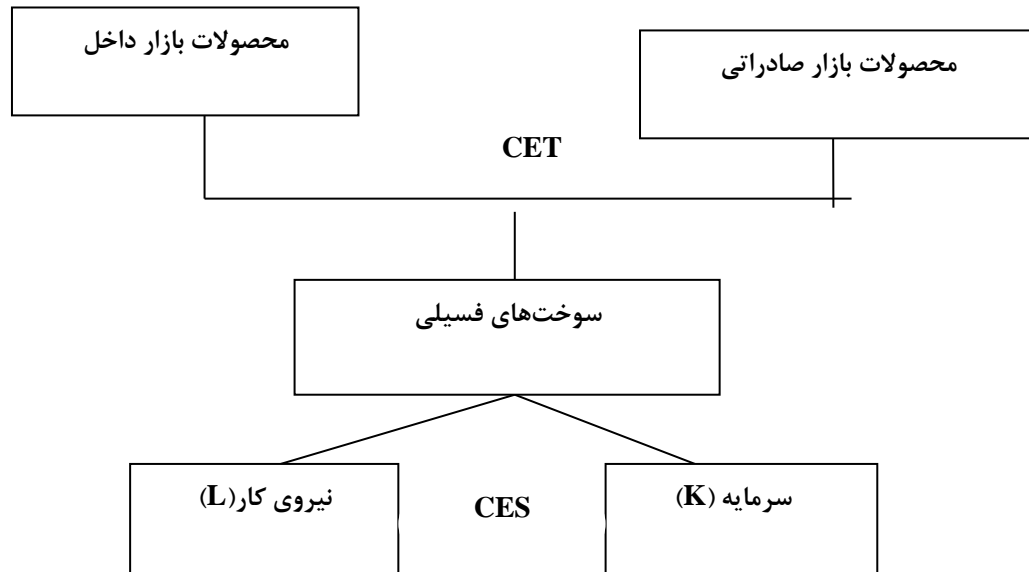 محصولات بازار داخل
محصولات بازار صادراتی
CET
سوخت‌های فسیلی
نیروی کار(L)
CES
سرمایه (K)